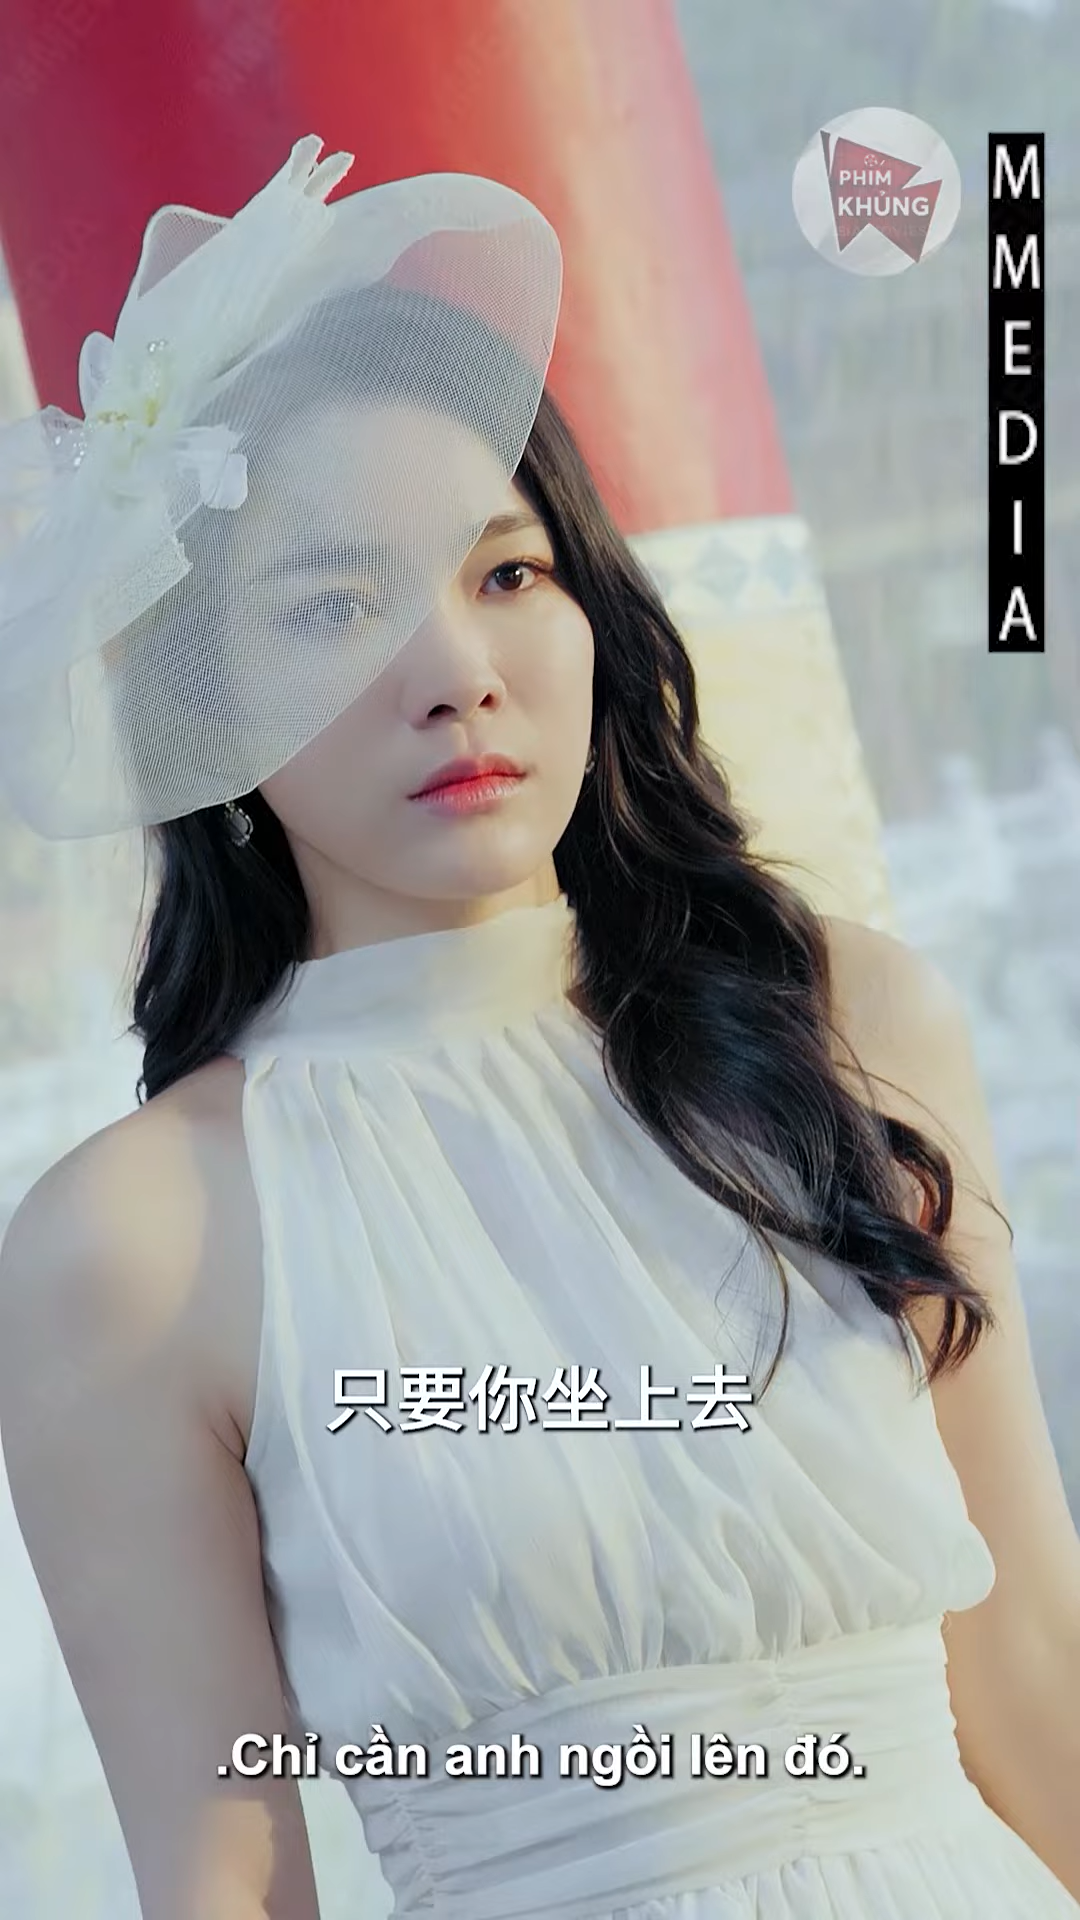 PHIM
KHỦNG
MMEDIA
只要你坐上去
.Chỉ cần anh ngồi lên đó.